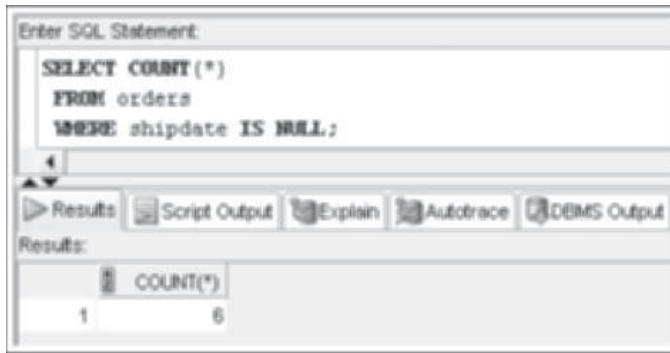 Enter SQL Statement:
SELECT COUNT(*)
FROM orders
WHERE shipdate IS NULL;
Results Script Output Explain Autotrace DBMS Output
Results:
COUNT(*)
1 6